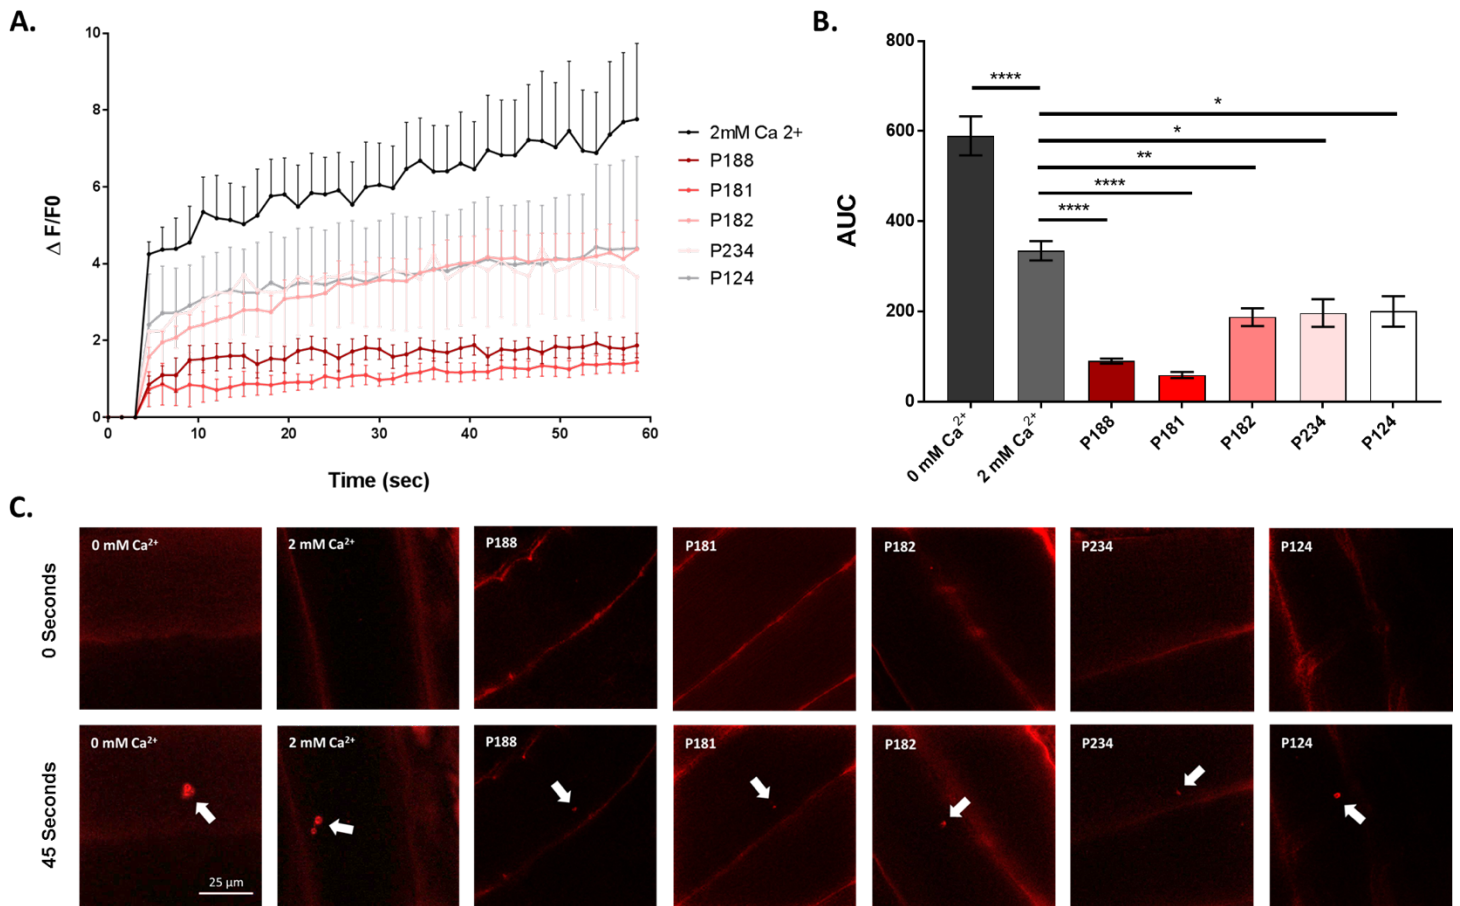 A.
10
8
6
4
2
0
Δ F/F0
0 10 20 30 40 50 60
Time (sec)
2mM Ca 2+
P188
P181
P182
P234
P124
B.
800
600
400
200
0
AUC
****
*
*
**
****
****
0 mM Ca2+
2 mM Ca2+
P188
P181
P182
P234
P124
C.
0 Seconds
0 mM Ca2+
2 mM Ca2+
P188
P181
P182
P234
P124
45 Seconds
0 mM Ca2+
2 mM Ca2+
P188
P181
P182
P234
P124
25 µm